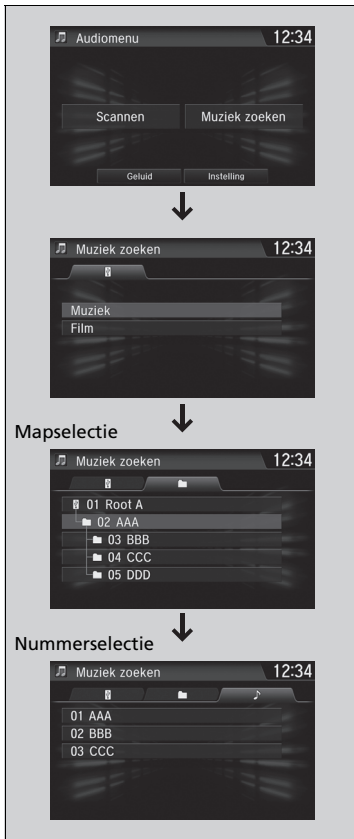 Audiomenu 12:34
Scannen Muziek zoeken
Geluid Instelling
Muziek zoeken 12:34
Muziek
Film
Mapselectie
Muziek zoeken 12:34
01 Root A
02 AAA
03 BBB
04 CCC
05 DDD
Nummerselectie
Muziek zoeken 12:34
01 AAA
02 BBB
03 CCC